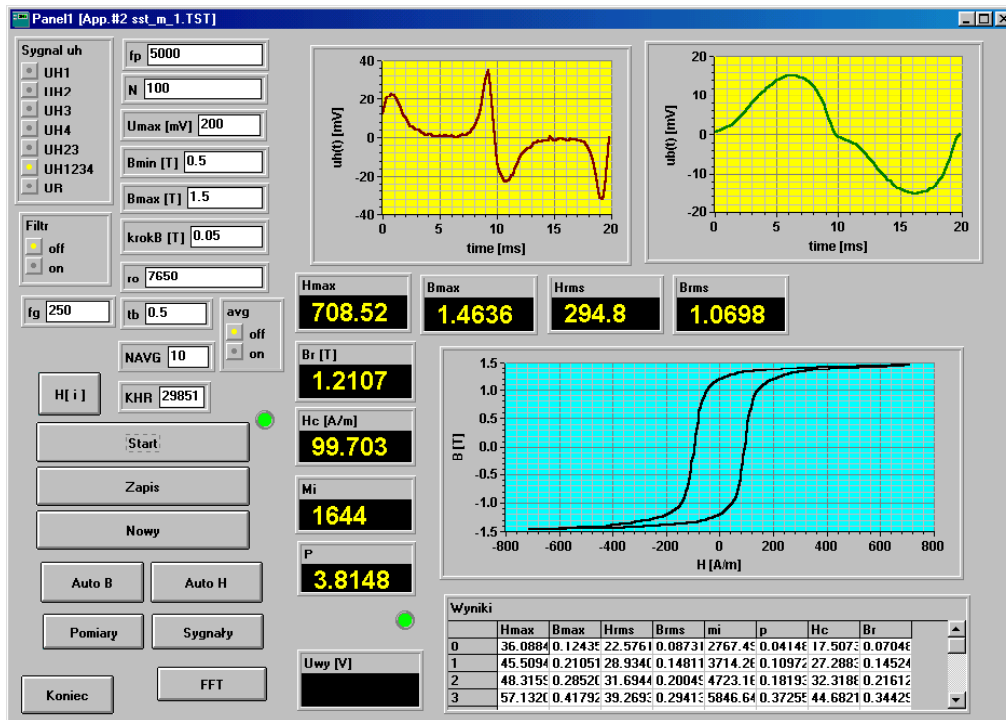 Panel1 [App.#2 sst_m_1.TST]
Sygnal uh
UH1
UH2
UH3
UH4
UH23
UH1234
UR
Filtr
off
on
fg 250
fp 5000
N 100
Umax [mV] 200
Bmin [T] 0.5
Bmax [T] 1.5
krokB [T] 0.05
ro 7650
tb 0.5
avg
off
on
NAVG 10
KHR 29851
H[ i ]
Start
Zapis
Nowy
Auto B
Auto H
Pomiary
Sygnały
Koniec
FFT
uh(t) [mV]
40
20
0
-20
-40
0 5 10 15 20
time [ms]
ub(t) [mV]
20
10
0
-10
-20
0 5 10 15 20
time [ms]
Hmax
708.52
Bmax
1.4636
Hrms
294.8
Brms
1.0698
Br [T]
1.2107
Hc [A/m]
99.703
Mi
1644
P
3.8148
Uwy [V]
B [T]
1.5
1.0
0.5
0.0
-0.5
-1.0
-1.5
-800 -600 -400 -200 0 200 400 600 800
H [A/m]
Wyniki
Hmax Bmax Hrms Brms mi p Hc Br
0 36.0884 0.12435 22.5761 0.08731 2767.49 0.04148 17.5073 0.07048
1 45.5094 0.21051 28.9340 0.14811 3714.26 0.10972 27.2883 0.14524
2 48.3159 0.28520 31.6944 0.20049 4723.16 0.18193 32.3188 0.21612
3 57.1320 0.41792 39.2693 0.29413 5846.64 0.37255 44.6821 0.34429